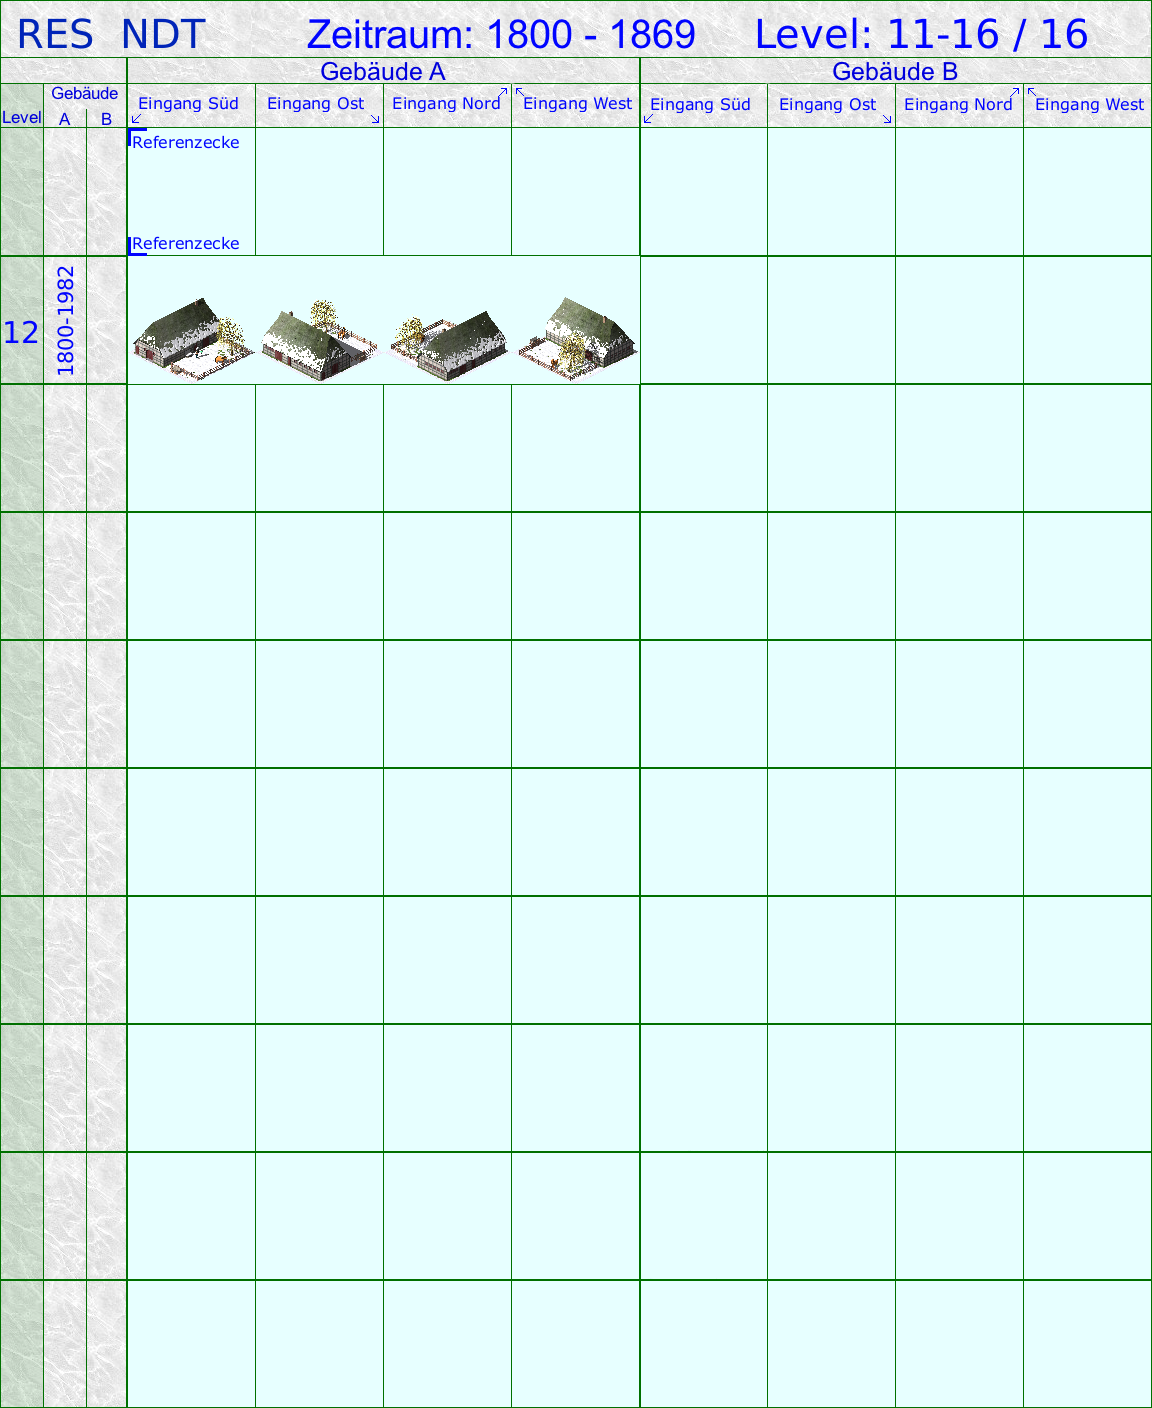 RES NDT Zeitraum: 1800 - 1869 Level: 11-16 / 16
Gebäude A Gebäude B
Level Gebäude A B
Eingang Süd Eingang Ost Eingang Nord Eingang West Eingang Süd Eingang Ost Eingang Nord Eingang West
Referenzecke
Referenzecke
12 1800-1982